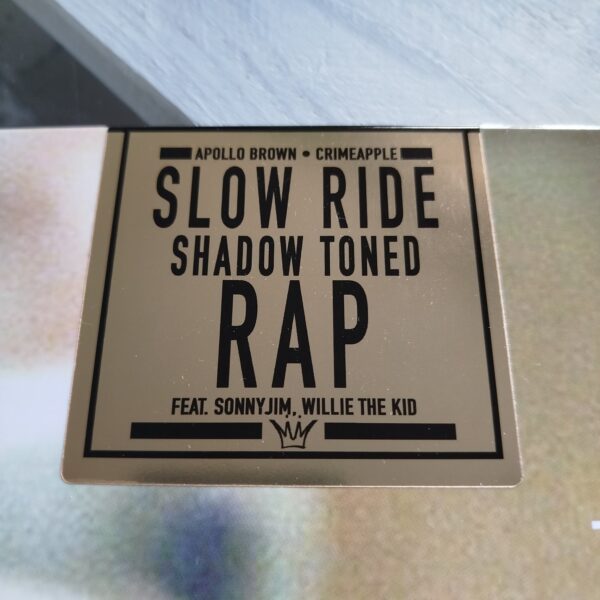 APOLLO BROWN • CRIMEAPPLE
SLOW RIDE
SHADOW TONED
RAP
FEAT. SONNYJIM, WILLIE THE KID